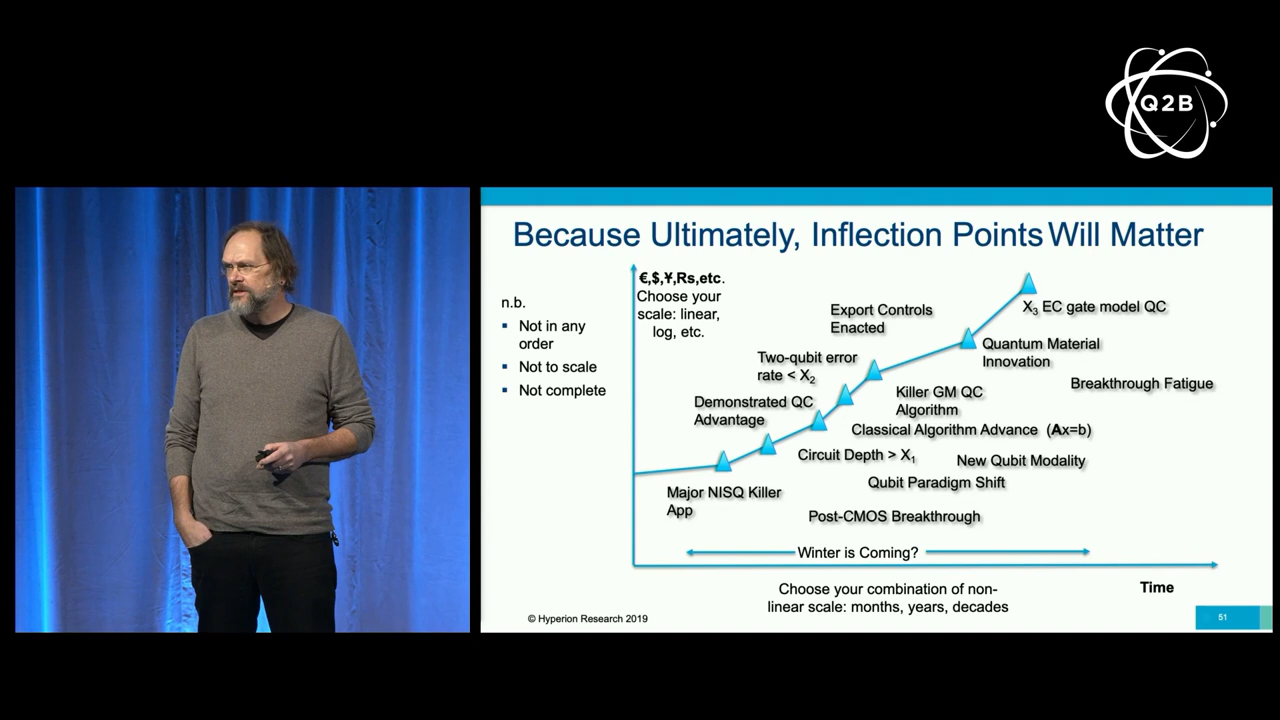 Q2B
Because Ultimately, Inflection Points Will Matter
n.b.
▪ Not in any
order
▪ Not to scale
▪ Not complete
€,$,¥,Rs,etc.
Choose your
scale: linear,
log, etc.
Export Controls
Enacted
X₃ EC gate model QC
Two-qubit error
rate < X₂
Quantum Material
Innovation
Breakthrough Fatigue
Demonstrated QC
Advantage
Killer GM QC
Algorithm
Classical Algorithm Advance (Ax=b)
Circuit Depth > X₁
New Qubit Modality
Qubit Paradigm Shift
Major NISQ Killer
App
Post-CMOS Breakthrough
Winter is Coming?
Choose your combination of non-
linear scale: months, years, decades
Time
© Hyperion Research 2019
51